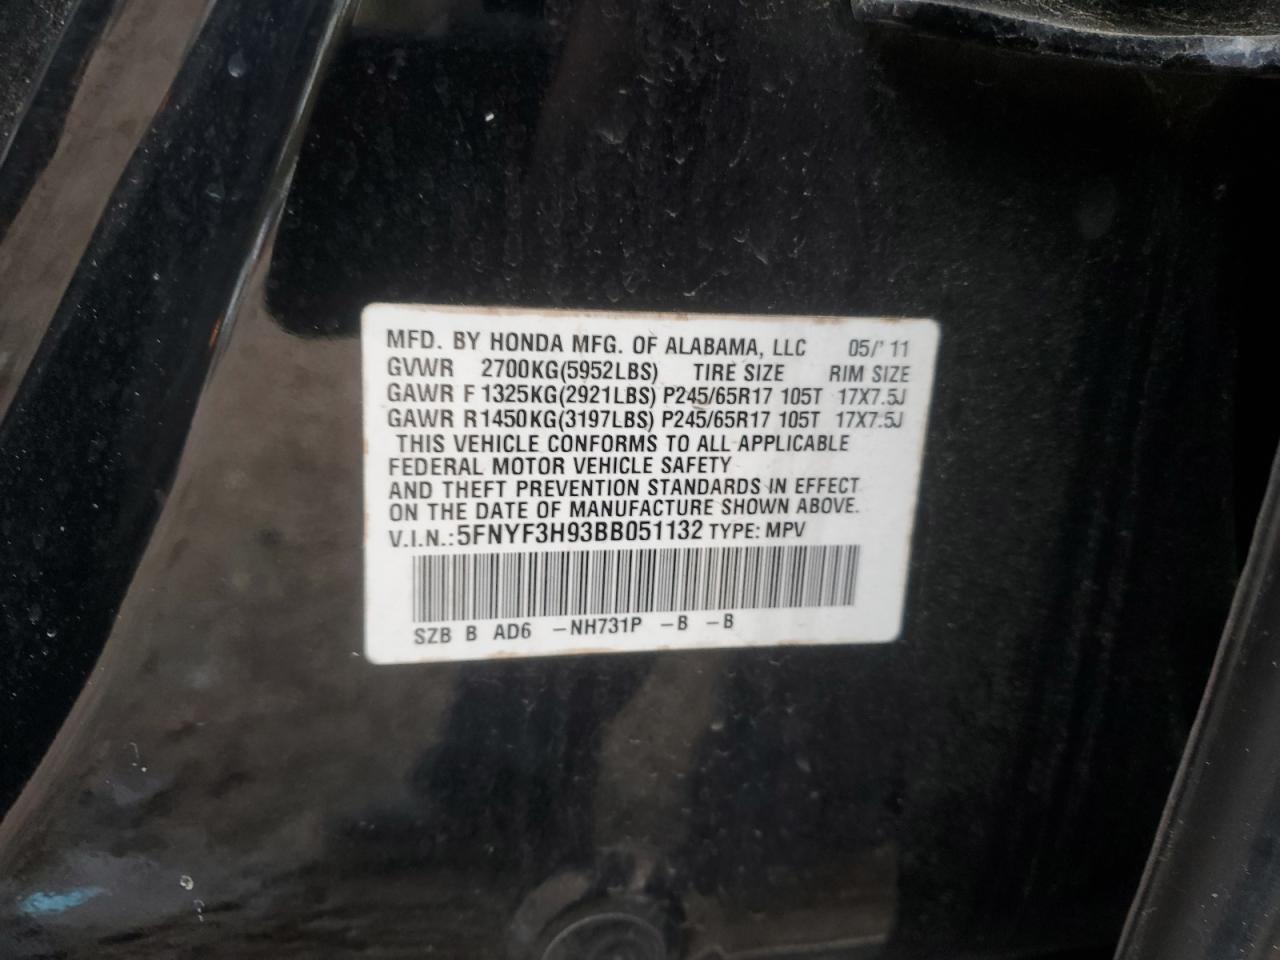 MFD. BY HONDA MFG. OF ALABAMA, LLC 05/'11
GVWR 2700KG(5952LBS) TIRE SIZE RIM SIZE
GAWR F 1325KG(2921LBS) P245/65R17 105T 17X7.5J
GAWR R 1450KG(3197LBS) P245/65R17 105T 17X7.5J
THIS VEHICLE CONFORMS TO ALL APPLICABLE
FEDERAL MOTOR VEHICLE SAFETY
AND THEFT PREVENTION STANDARDS IN EFFECT
ON THE DATE OF MANUFACTURE SHOWN ABOVE.
V.I.N.:5FNYF3H93BB051132 TYPE: MPV
SZB B AD6 -NH731P -B -B